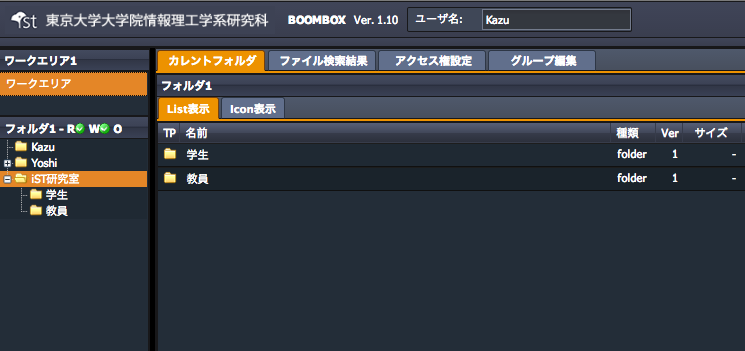 ist 東京大学大学院情報理工学系研究科 BOOMBOX Ver. 1.10 ユーザ名: Kazu
ワークエリア1
ワークエリア
フォルダ1 - R W O
Kazu
Yoshi
iST研究室
学生
教員
カレントフォルダ ファイル検索結果 アクセス権設定 グループ編集
フォルダ1
List表示 Icon表示
TP 名前 種類 Ver サイズ
学生 folder 1 -
教員 folder 1 -